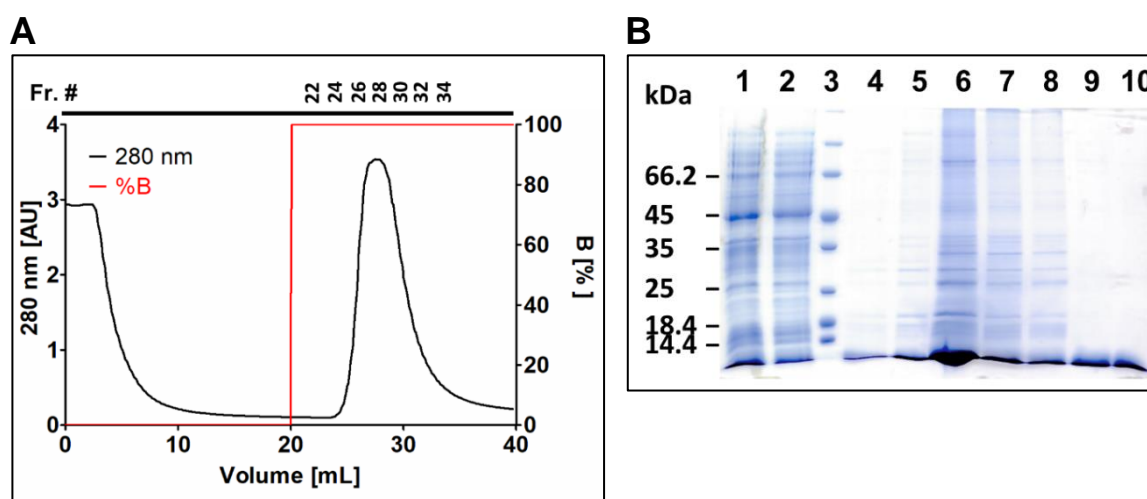 A
Fr. #
22 24 26 28 30 32 34
4
3
2
1
0
280 nm [AU]
— 280 nm
— %B
100
80
60
40
20
0
B [% ]
0 10 20 30 40
Volume [mL]
B
kDa
1 2 3 4 5 6 7 8 9 10
66.2 –
45 –
35 –
25 –
18.4 –
14.4 –